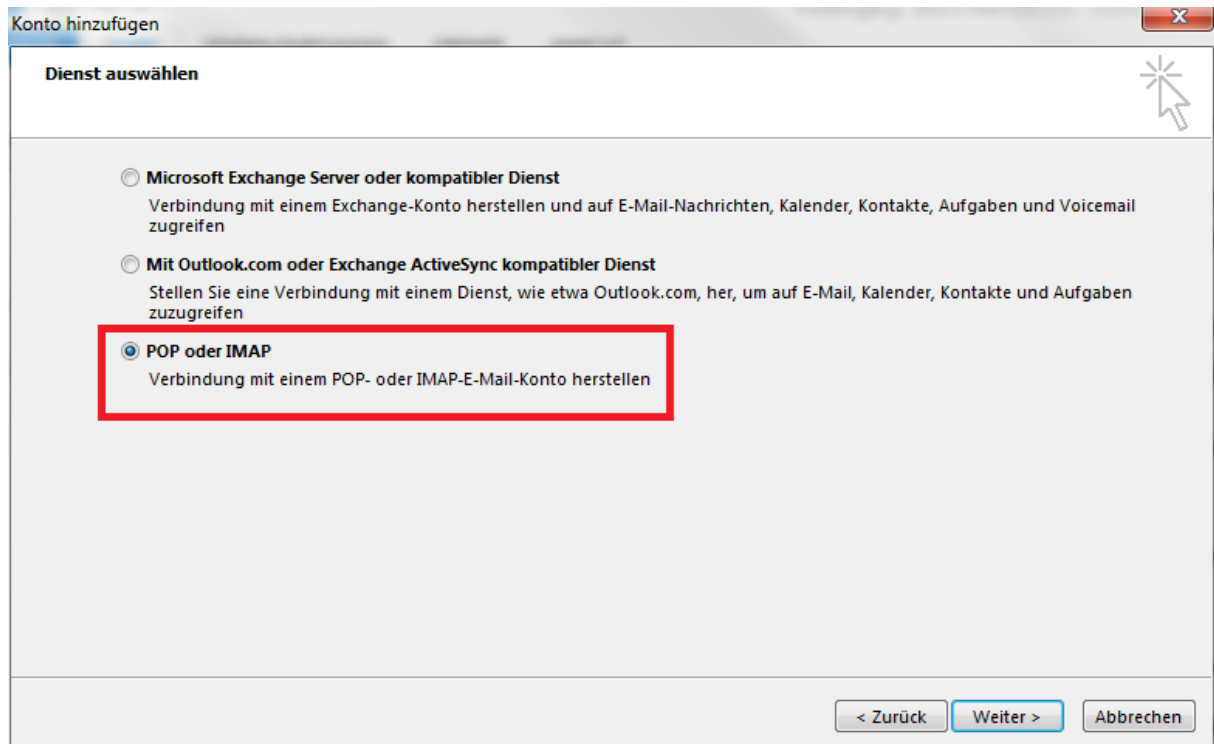 Konto hinzufügen
Dienst auswählen
Microsoft Exchange Server oder kompatibler Dienst
Verbindung mit einem Exchange-Konto herstellen und auf E-Mail-Nachrichten, Kalender, Kontakte, Aufgaben und Voicemail
zugreifen
Mit Outlook.com oder Exchange ActiveSync kompatibler Dienst
Stellen Sie eine Verbindung mit einem Dienst, wie etwa Outlook.com, her, um auf E-Mail, Kalender, Kontakte und Aufgaben
zuzugreifen
POP oder IMAP
Verbindung mit einem POP- oder IMAP-E-Mail-Konto herstellen
< Zurück Weiter > Abbrechen